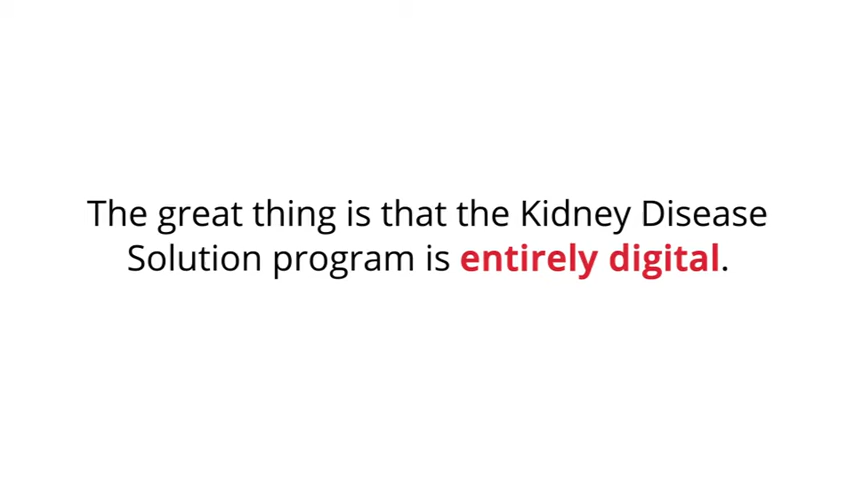 The great thing is that the Kidney Disease
Solution program is entirely digital.